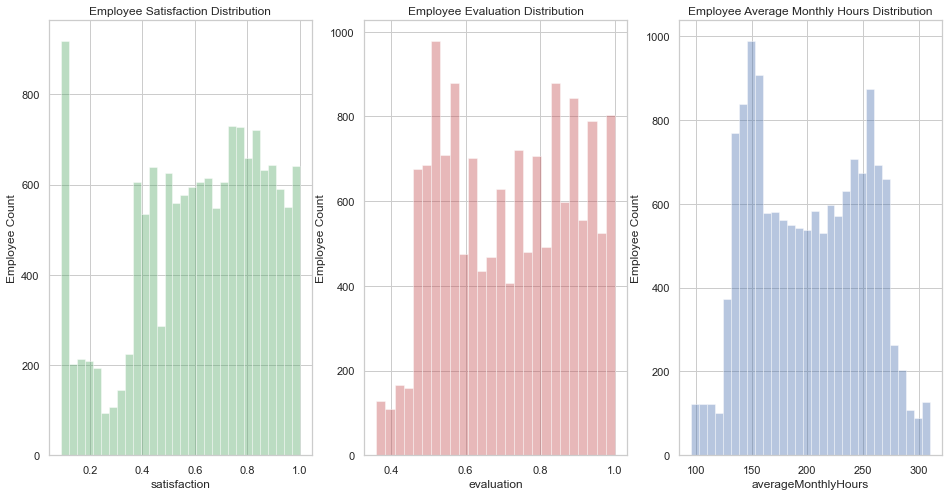 Employee Satisfaction Distribution
Employee Count
800
600
400
200
0
0.2 0.4 0.6 0.8 1.0
satisfaction
Employee Evaluation Distribution
Employee Count
1000
800
600
400
200
0
0.4 0.6 0.8 1.0
evaluation
Employee Average Monthly Hours Distribution
Employee Count
1000
800
600
400
200
0
100 150 200 250 300
averageMonthlyHours